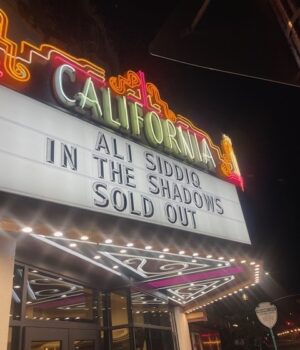 CALIFORNIA
ALI SIDDIQ
IN THE SHADOWS
SOLD OUT